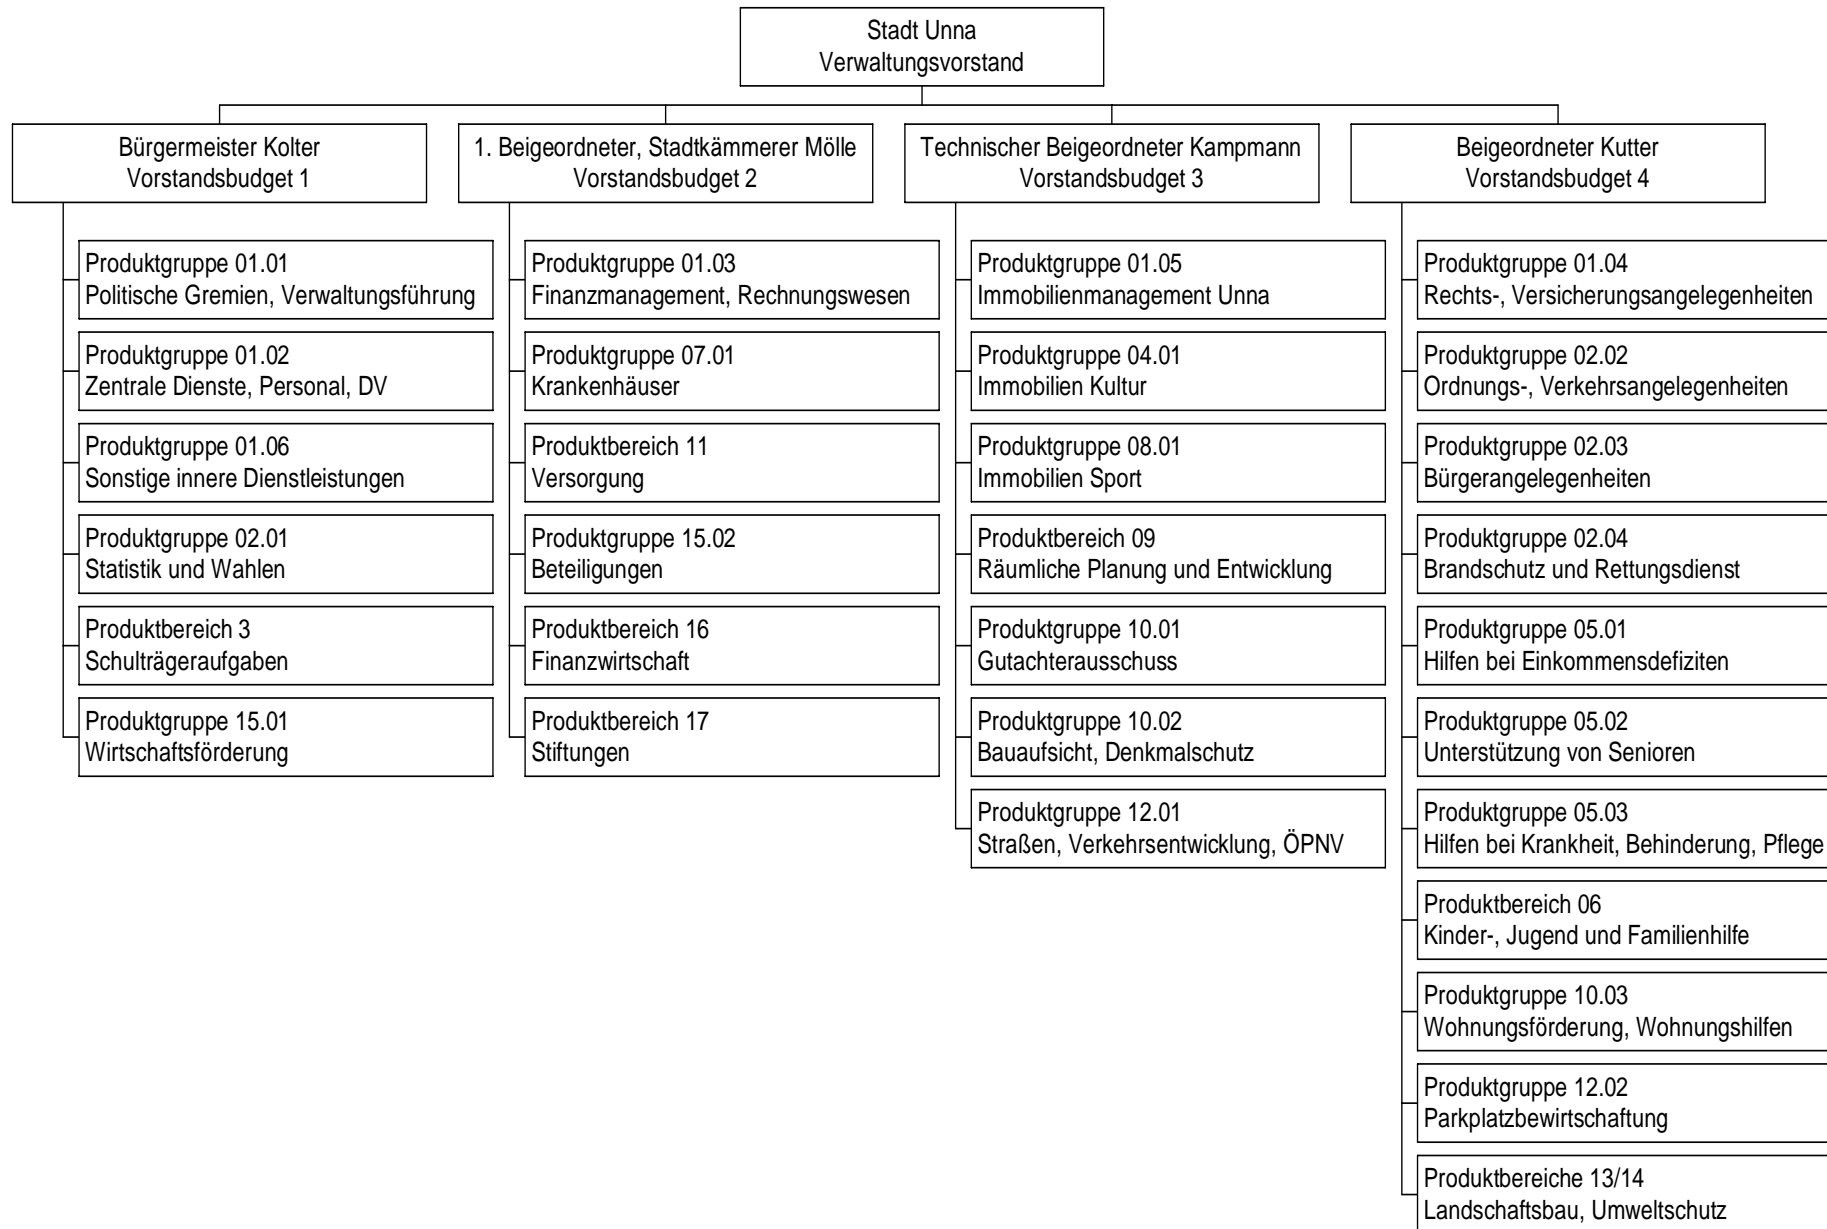 Stadt Unna
Verwaltungsvorstand
Bürgermeister Kolter
Vorstandsbudget 1
Produktgruppe 01.01
Politische Gremien, Verwaltungsführung
Produktgruppe 01.02
Zentrale Dienste, Personal, DV
Produktgruppe 01.06
Sonstige innere Dienstleistungen
Produktgruppe 02.01
Statistik und Wahlen
Produktbereich 3
Schulträgeraufgaben
Produktgruppe 15.01
Wirtschaftsförderung
1. Beigeordneter, Stadtkämmerer Mölle
Vorstandsbudget 2
Produktgruppe 01.03
Finanzmanagement, Rechnungswesen
Produktgruppe 07.01
Krankenhäuser
Produktbereich 11
Versorgung
Produktgruppe 15.02
Beteiligungen
Produktbereich 16
Finanzwirtschaft
Produktbereich 17
Stiftungen
Technischer Beigeordneter Kampmann
Vorstandsbudget 3
Produktgruppe 01.05
Immobilienmanagement Unna
Produktgruppe 04.01
Immobilien Kultur
Produktgruppe 08.01
Immobilien Sport
Produktbereich 09
Räumliche Planung und Entwicklung
Produktgruppe 10.01
Gutachterausschuss
Produktgruppe 10.02
Bauaufsicht, Denkmalschutz
Produktgruppe 12.01
Straßen, Verkehrsentwicklung, ÖPNV
Beigeordneter Kutter
Vorstandsbudget 4
Produktgruppe 01.04
Rechts-, Versicherungsangelegenheiten
Produktgruppe 02.02
Ordnungs-, Verkehrsangelegenheiten
Produktgruppe 02.03
Bürgerangelegenheiten
Produktgruppe 02.04
Brandschutz und Rettungsdienst
Produktgruppe 05.01
Hilfen bei Einkommensdefiziten
Produktgruppe 05.02
Unterstützung von Senioren
Produktgruppe 05.03
Hilfen bei Krankheit, Behinderung, Pflege
Produktbereich 06
Kinder-, Jugend und Familienhilfe
Produktgruppe 10.03
Wohnungsförderung, Wohnungshilfen
Produktgruppe 12.02
Parkplatzbewirtschaftung
Produktbereiche 13/14
Landschaftsbau, Umweltschutz